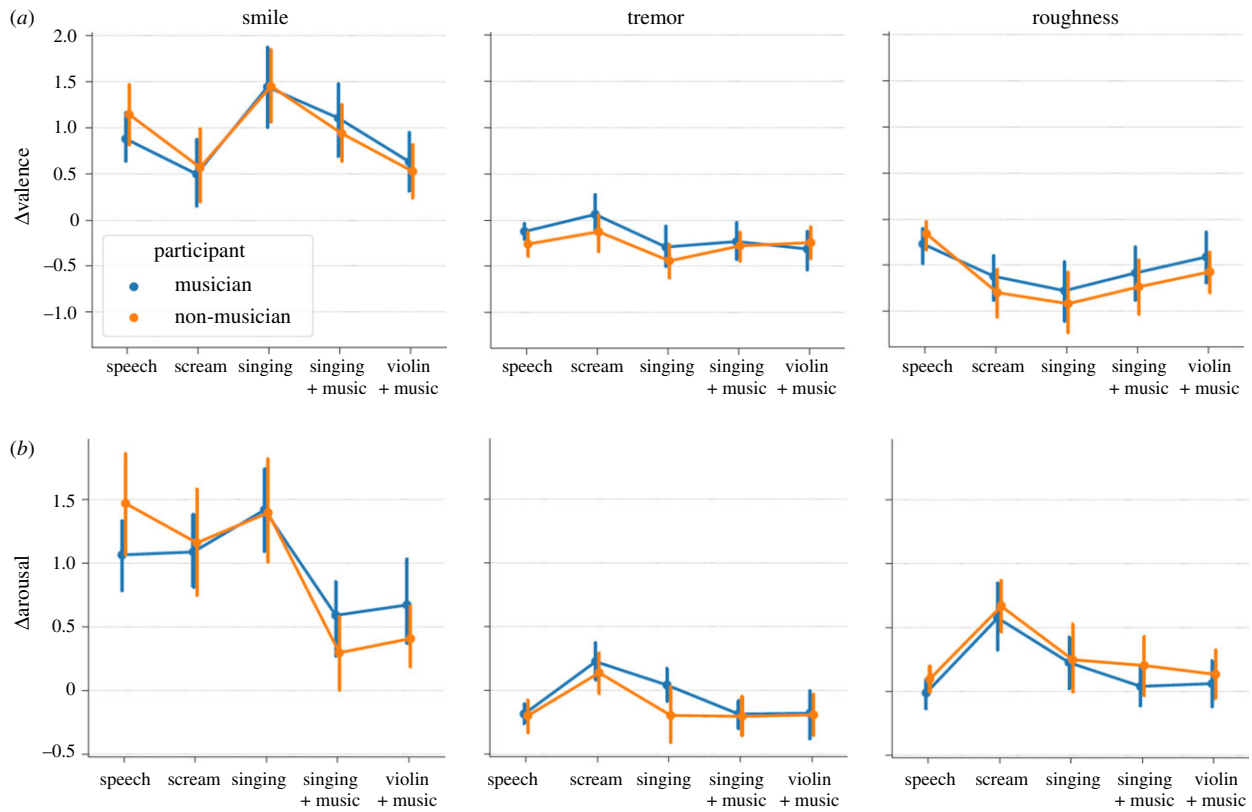 (a)
smile
tremor
roughness
Δvalence
2.0
1.5
1.0
0.5
0
−0.5
−1.0
participant
musician
non-musician
speech scream singing singing + music violin + music
speech scream singing singing + music violin + music
speech scream singing singing + music violin + music
(b)
Δarousal
1.5
1.0
0.5
0
−0.5
speech scream singing singing + music violin + music
speech scream singing singing + music violin + music
speech scream singing singing + music violin + music